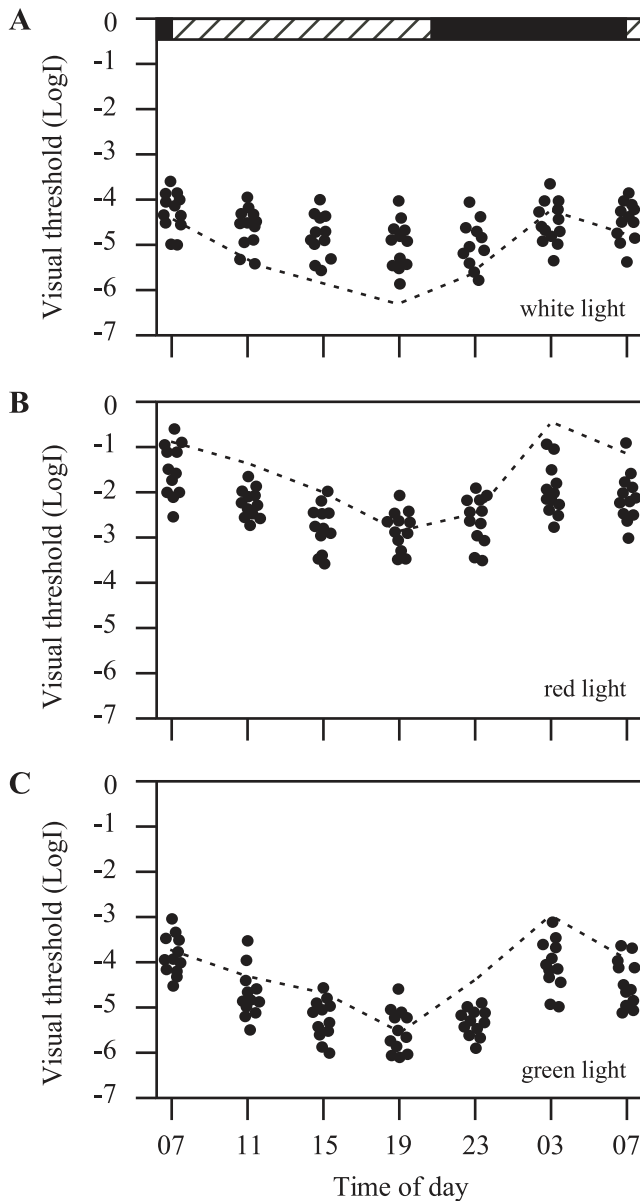 A
0
-1
-2
-3
-4
-5
-6
-7
Visual threshold (LogI)
white light
B
0
-1
-2
-3
-4
-5
-6
-7
Visual threshold (LogI)
red light
C
0
-1
-2
-3
-4
-5
-6
-7
Visual threshold (LogI)
green light
07 11 15 19 23 03 07
Time of day